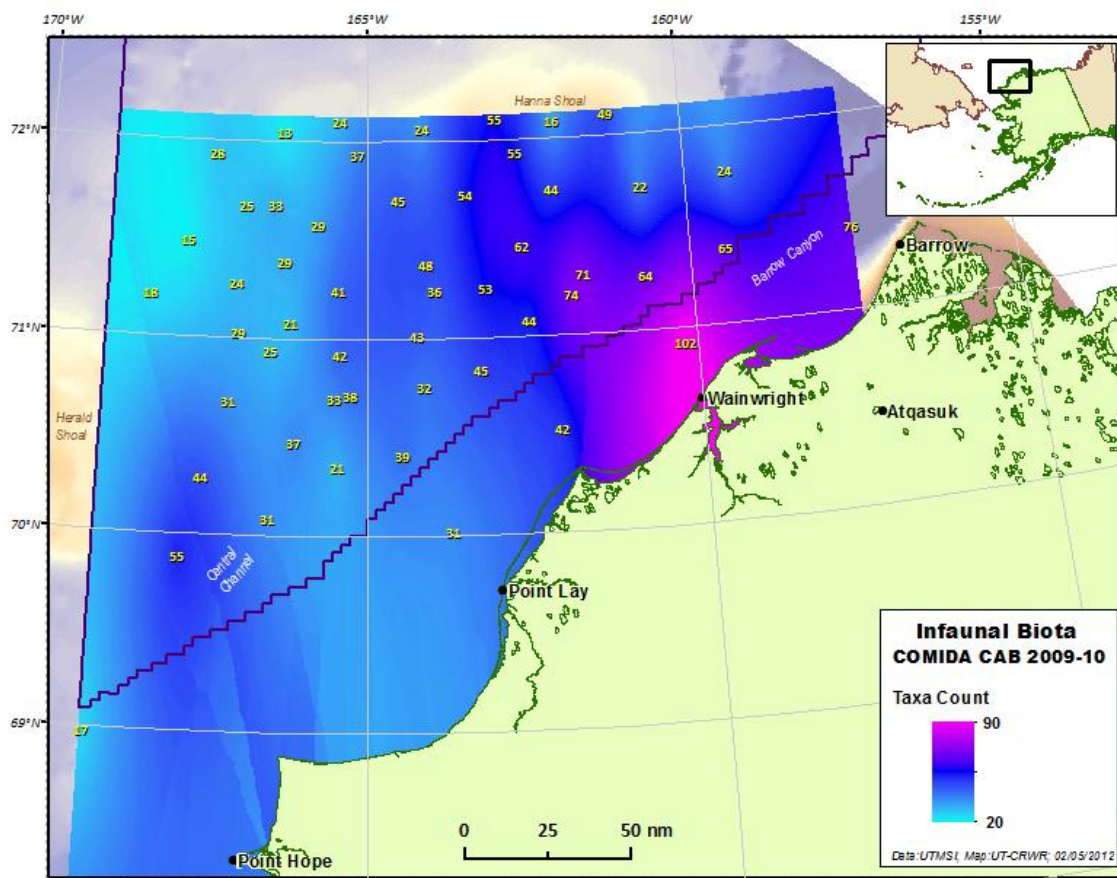 170°W 165°W 160°W 155°W
72°N
71°N
70°N
69°N
Hanna Shoal
49
55
24 16
24
13
55
28 37
24
44 22
54
45
25 33
29
76
15
62 65
29 48
71 64
24
18 41 36 53 74
21 44
29
43
102
25 42
45
32
31 33 38
42
37
39
21
44
31
31
55
17
Herald
Shoal
Central
Channel
Barrow Canyon
Barrow
Wainwright
Atqasuk
Point Lay
Point Hope
0 25 50 nm
Infaunal Biota
COMIDA CAB 2009-10
Taxa Count
90
20
Data:UTMSI, Map:UT-CRWR; 02/05/2012